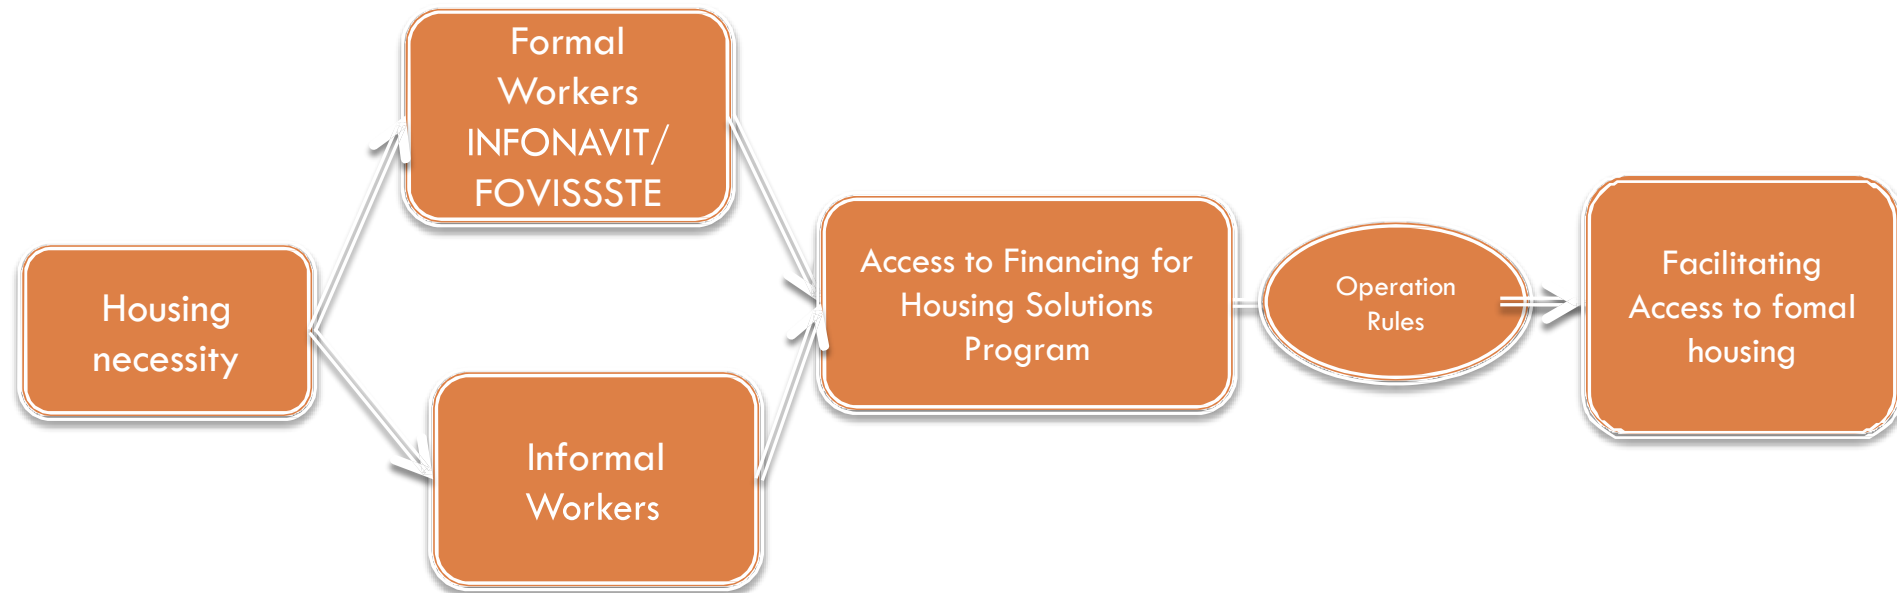 Housing
necessity
Formal
Workers
INFONAVIT/
FOVISSSTE
Informal
Workers
Access to Financing for
Housing Solutions
Program
Operation
Rules
Facilitating
Access to fomal
housing